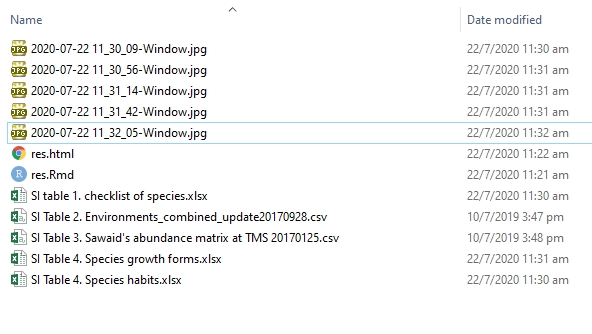 Name Date modified
2020-07-22 11_30_09-Window.jpg 22/7/2020 11:30 am
2020-07-22 11_30_56-Window.jpg 22/7/2020 11:31 am
2020-07-22 11_31_14-Window.jpg 22/7/2020 11:31 am
2020-07-22 11_31_42-Window.jpg 22/7/2020 11:31 am
2020-07-22 11_32_05-Window.jpg 22/7/2020 11:32 am
res.html 22/7/2020 11:22 am
res.Rmd 22/7/2020 11:21 am
SI table 1. checklist of species.xlsx 22/7/2020 11:30 am
SI Table 2. Environments_combined_update20170928.csv 10/7/2019 3:47 pm
SI Table 3. Sawaid's abundance matrix at TMS 20170125.csv 10/7/2019 3:48 pm
SI Table 4. Species growth forms.xlsx 22/7/2020 11:31 am
SI Table 4. Species habits.xlsx 22/7/2020 11:30 am